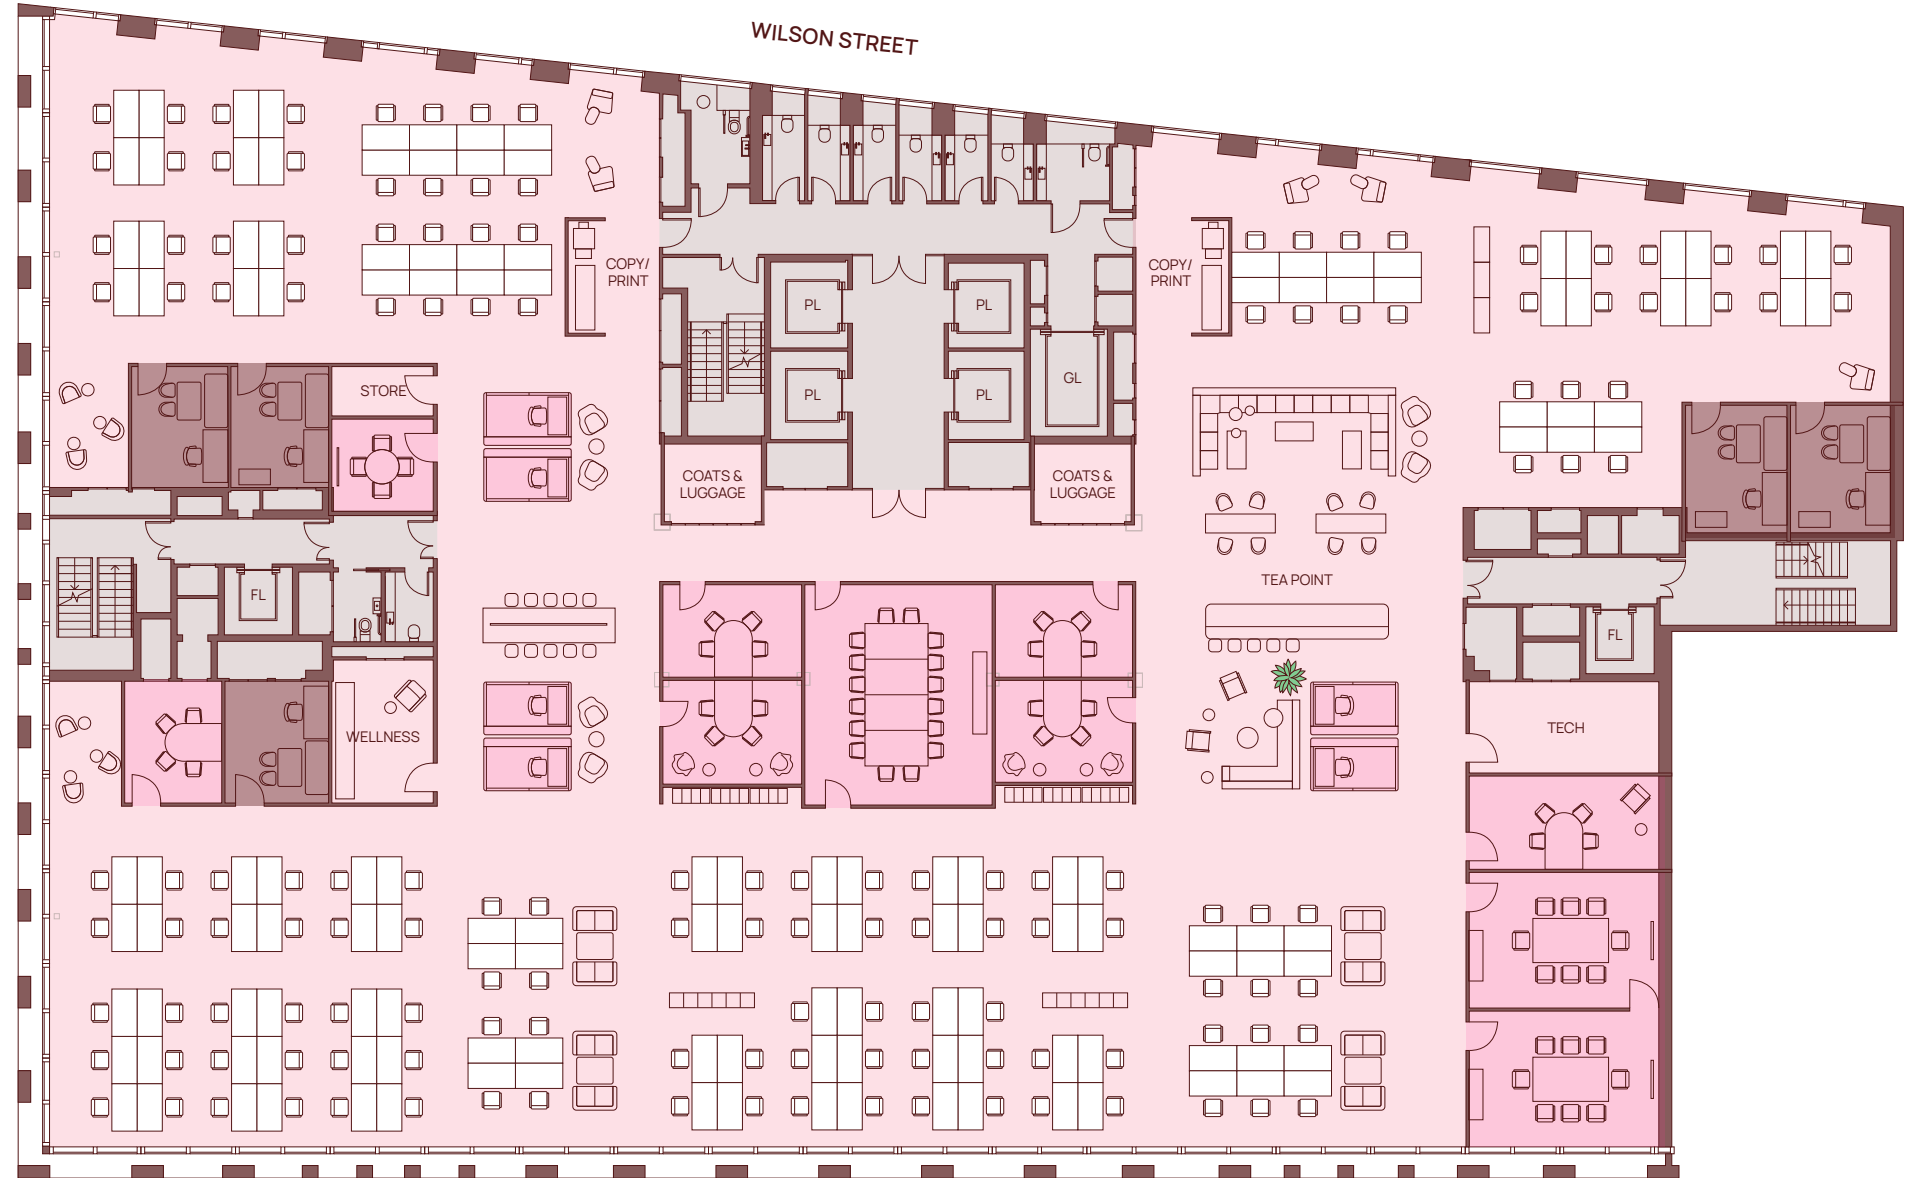 WILSON STREET
COPY/
PRINT
COPY/
PRINT
PL
PL
PL
PL
GL
STORE
COATS &
LUGGAGE
COATS &
LUGGAGE
TEA POINT
FL
FL
WELLNESS
TECH